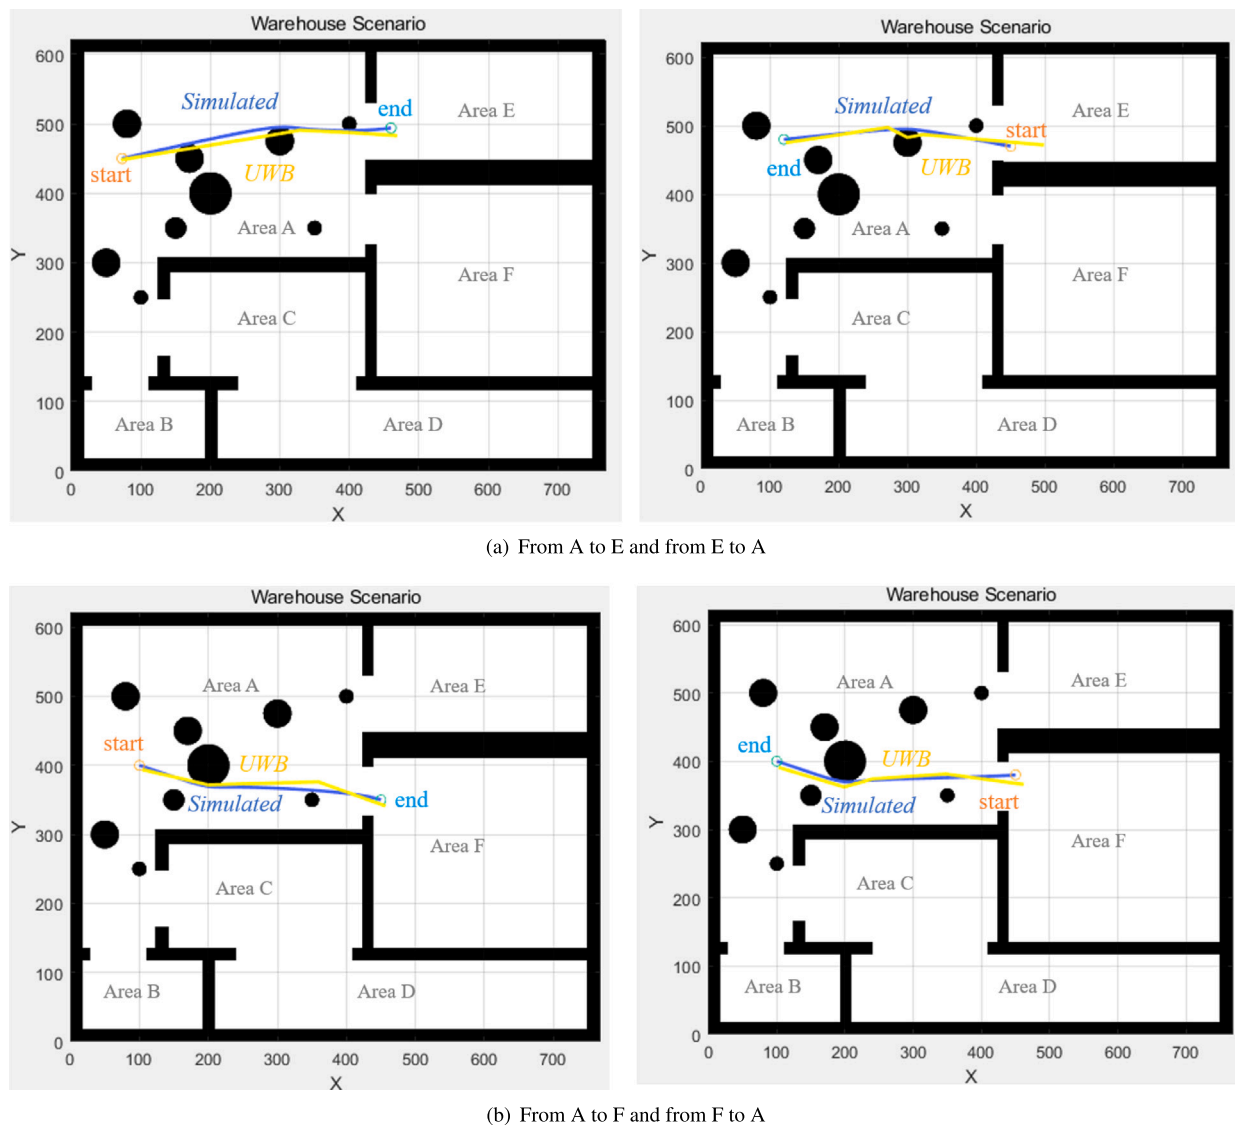 Warehouse Scenario
600
500
400
300
200
100
0
0 100 200 300 400 500 600 700
X
Y
Simulated
end
Area E
start
UWB
Area A
Area F
Area C
Area B
Area D
Warehouse Scenario
600
500
400
300
200
100
0
0 100 200 300 400 500 600 700
X
Y
Simulated
Area E
start
end
UWB
Area A
Area F
Area C
Area B
Area D
(a) From A to E and from E to A
Warehouse Scenario
600
500
400
300
200
100
0
0 100 200 300 400 500 600 700
X
Y
Area A
Area E
start
UWB
Simulated
end
Area F
Area C
Area B
Area D
Warehouse Scenario
600
500
400
300
200
100
0
0 100 200 300 400 500 600 700
X
Y
Area A
Area E
end
UWB
Simulated
start
Area F
Area C
Area B
Area D
(b) From A to F and from F to A